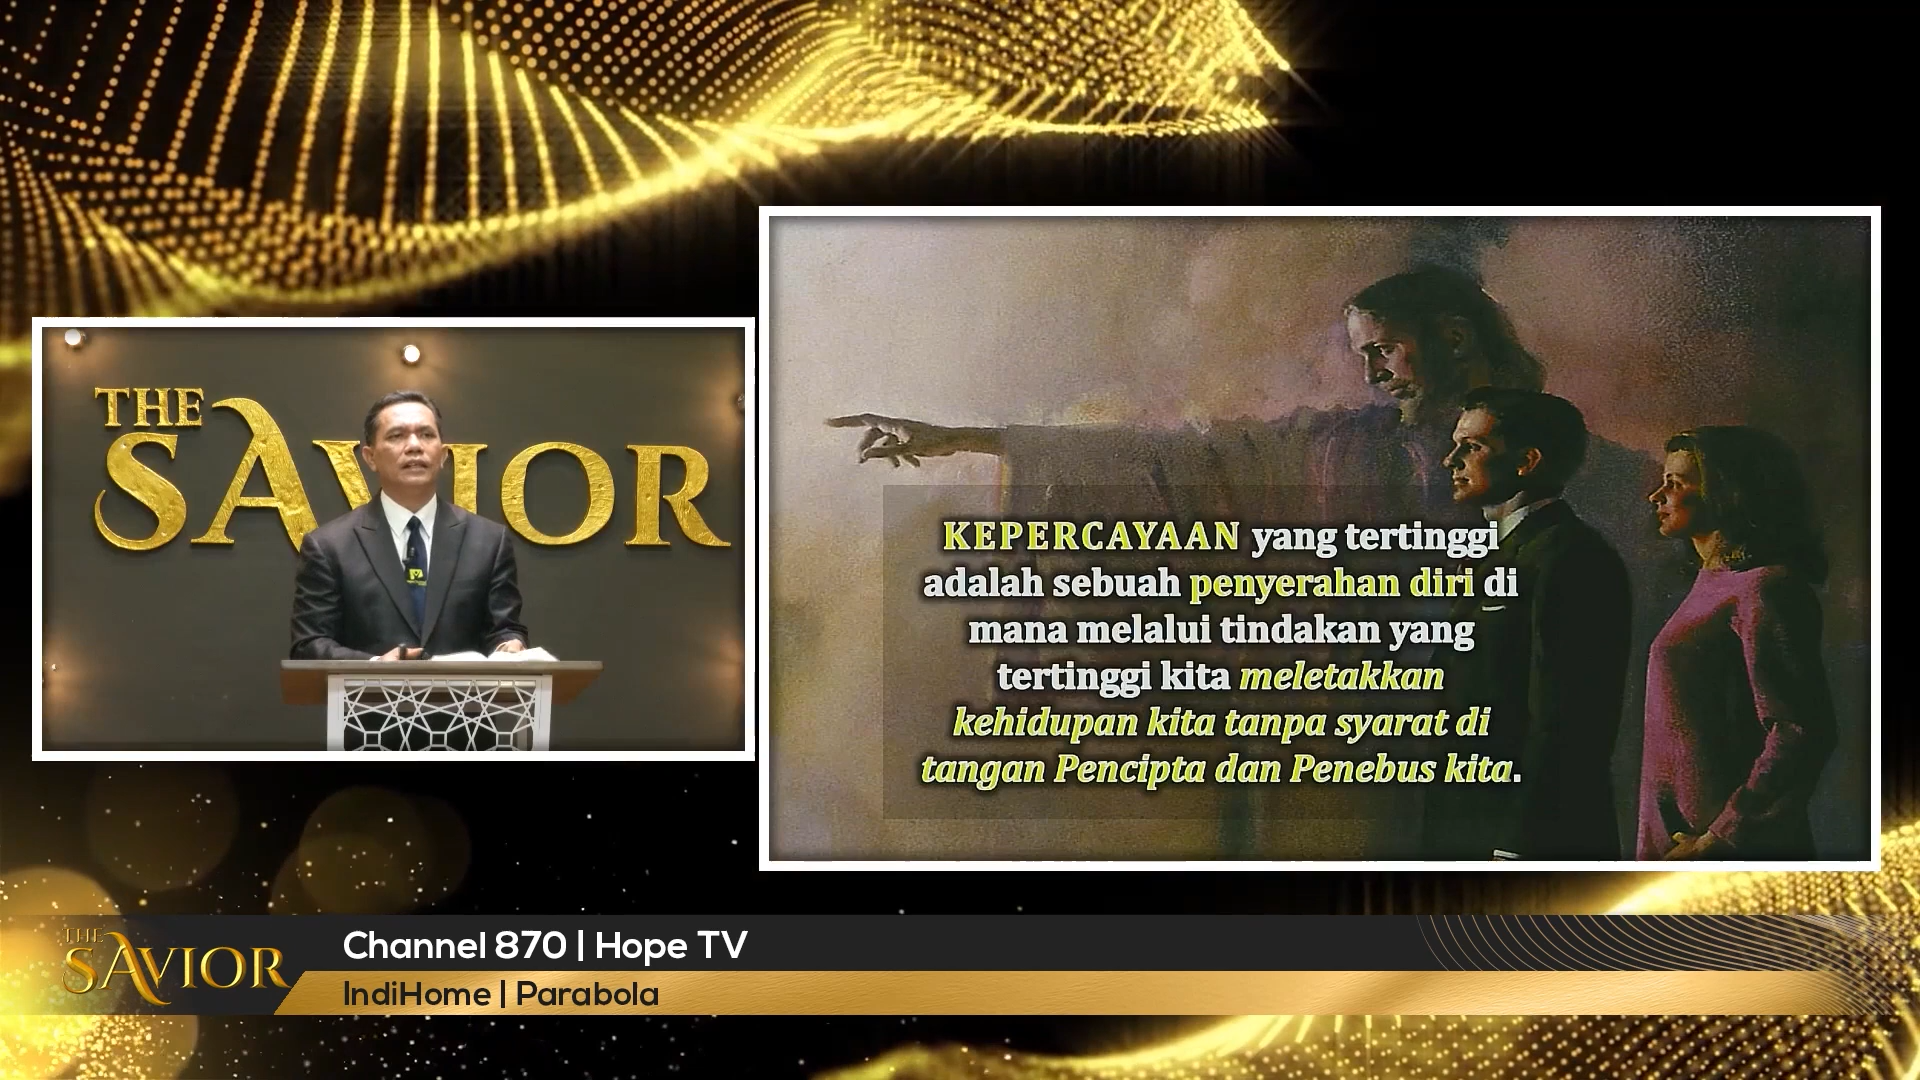 THE
SAVIOR
KEPERCAYAAN yang tertinggi
adalah sebuah penyerahan diri di
mana melalui tindakan yang
tertinggi kita meletakkan
kehidupan kita tanpa syarat di
tangan Pencipta dan Penebus kita.
THE
SAVIOR
Channel 870 | Hope TV
IndiHome | Parabola